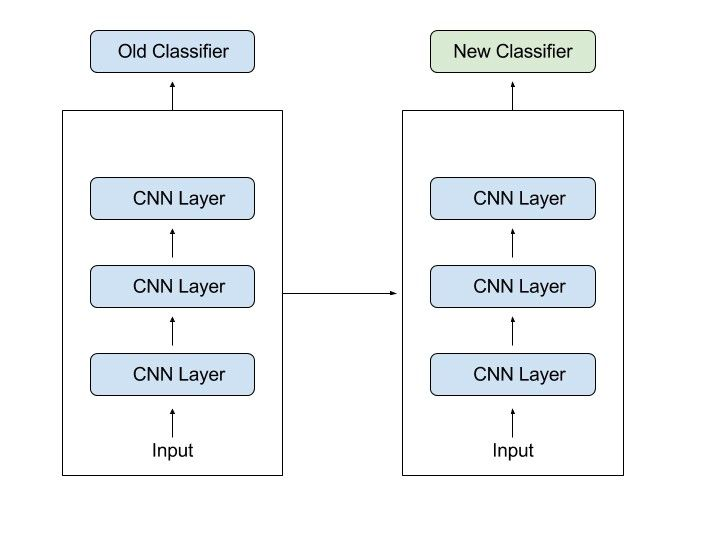 Old Classifier
New Classifier
CNN Layer
CNN Layer
CNN Layer
CNN Layer
CNN Layer
CNN Layer
Input
Input